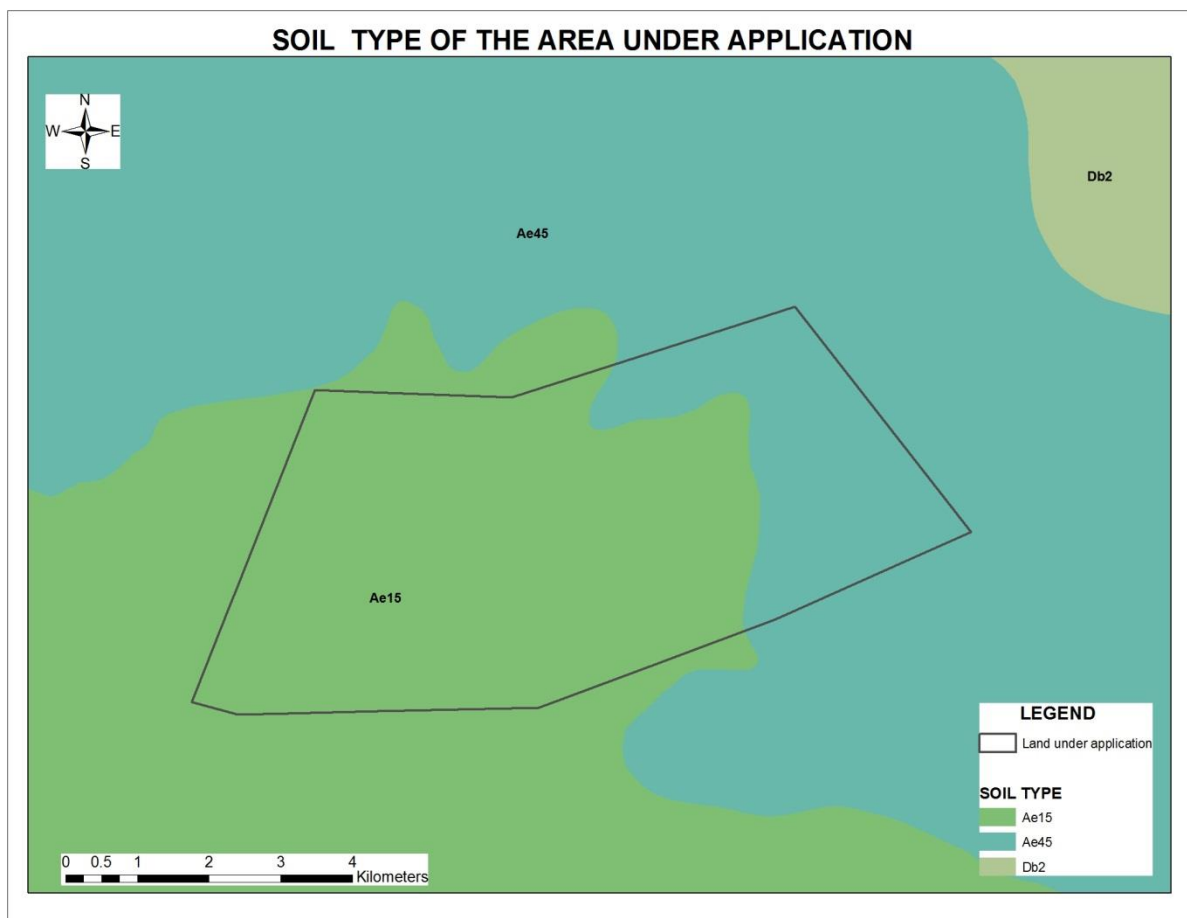 SOIL TYPE OF THE AREA UNDER APPLICATION
N
W E
S
Db2
Ae45
Ae15
LEGEND
Land under application
SOIL TYPE
Ae15
Ae45
Db2
0 0.5 1 2 3 4
Kilometers